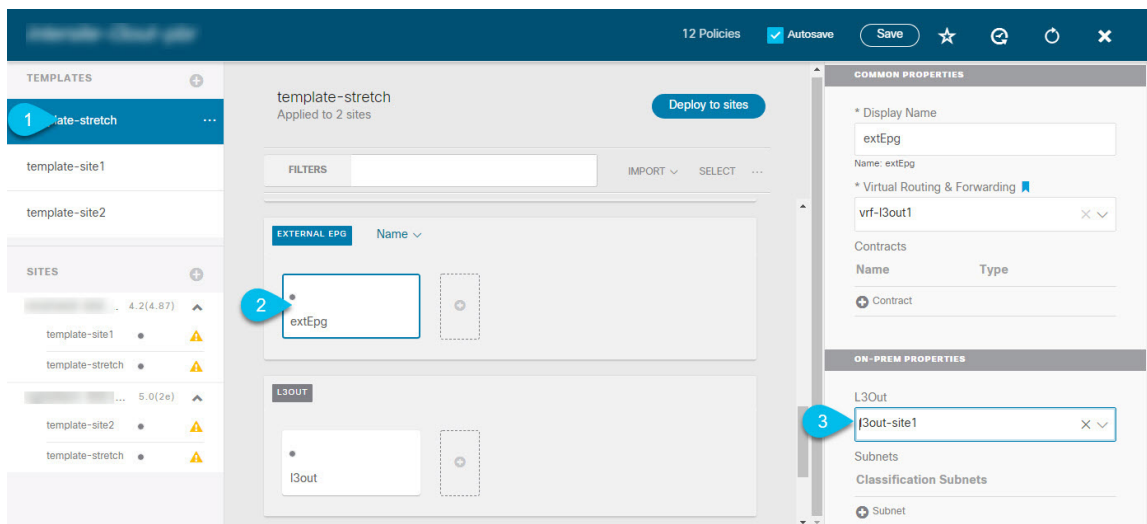 12 Policies
Autosave
Save
TEMPLATES
1
late-stretch
template-site1
template-site2
SITES
4.2(4.87)
template-site1
template-stretch
... 5.0(2e)
template-site2
template-stretch
template-stretch
Applied to 2 sites
Deploy to sites
FILTERS
IMPORT
SELECT
...
EXTERNAL EPG
Name
2
extEpg
L3OUT
l3out
COMMON PROPERTIES
* Display Name
extEpg
Name: extEpg
* Virtual Routing & Forwarding
vrf-l3out1
Contracts
Name Type
Contract
ON-PREM PROPERTIES
L3Out
3
l3out-site1
Subnets
Classification Subnets
Subnet